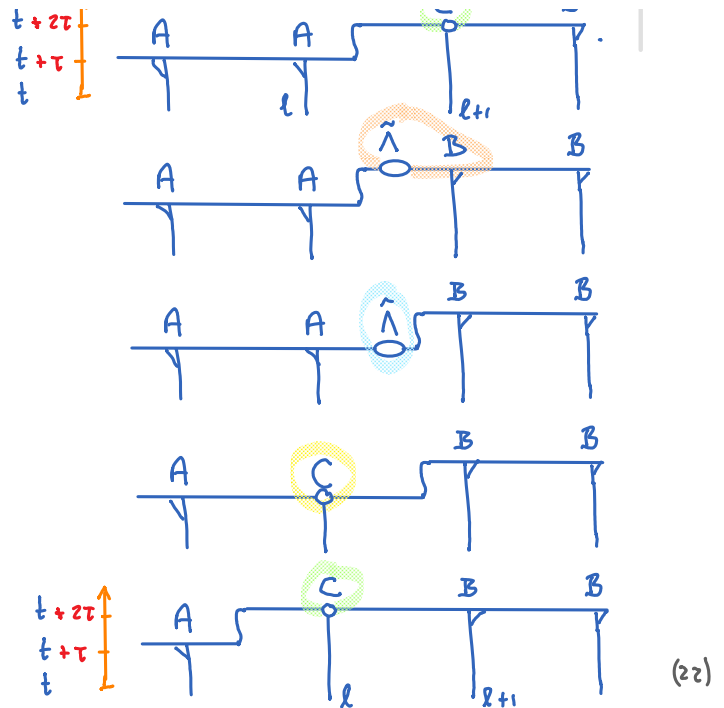 t + 2τ
A A
t + τ
t
l l+1
Λ̃
A A B B
B B
A A Λ̃
B B
A C
t + 2τ C B B
A
t + τ
t
l l+1
(22)